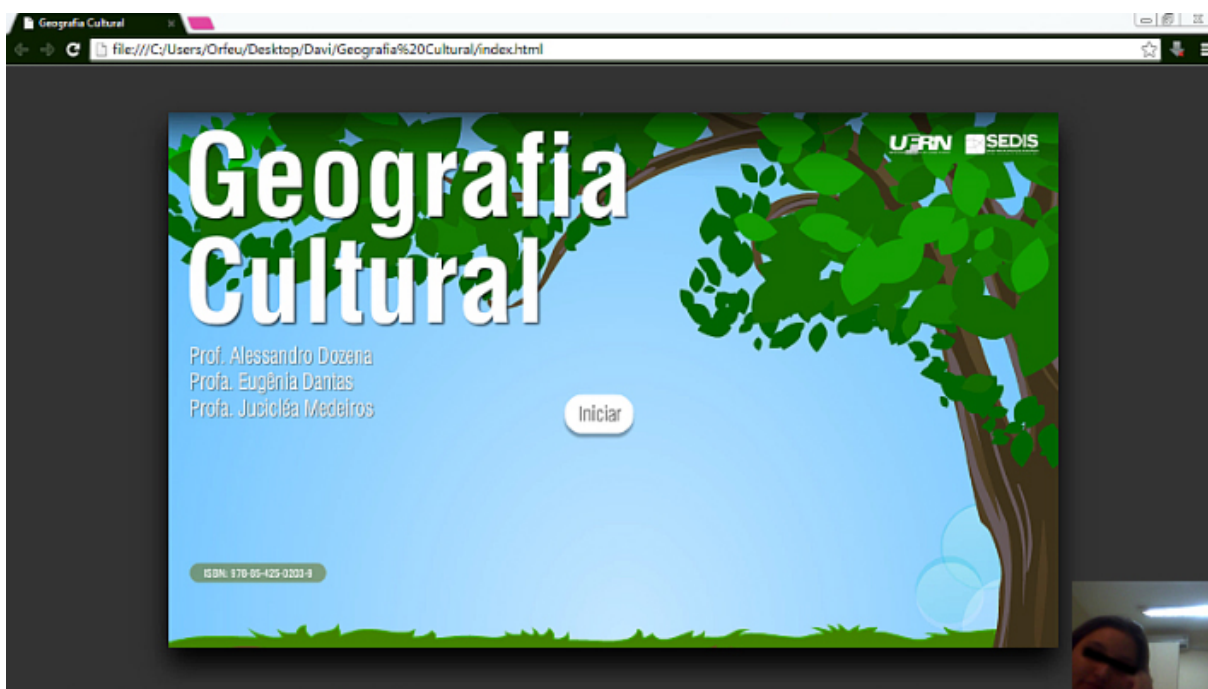 Geografia Cultural
file:///C:/Users/Orfeu/Desktop/Davi/Geografia%20Cultural/index.html
UFRN SEDIS
Geografia
Cultural
Prof. Alessandro Dozena
Profa. Eugênia Dantas
Profa. Jucicléa Medeiros
Iniciar
ISBN: 978-85-425-0203-9